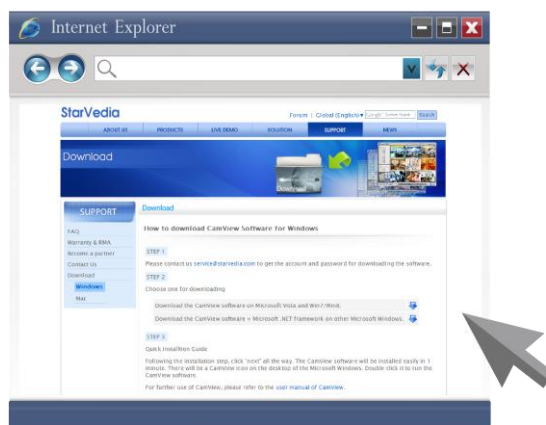 Internet Explorer
StarVedia
Forum | Global (English)
Search
ABOUT US PRODUCTS LIVE DEMO SOLUTION SUPPORT NEWS
Download
Download
SUPPORT
Download
FAQ
Warranty & RMA
Become a partner
Contact Us
Download
Windows
Mac
How to download CamView Software for Windows
STEP 1
Please contact us service@starvedia.com to get the account and password for downloading the software.
STEP 2
Choose one for downloading
Download the CamView software on Microsoft Vista and Win7/Win8.
Download the CamView software + Microsoft .NET framework on other Microsoft Windows.
STEP 3
Quick Installtion Guide
Following the installation step, click "next" all the way. The CamView software will be installed easily in 1
minute. There will be a CamView icon on the desktop of the Microsoft Windows. Double click it to run the
CamView software.
For further use of CamView, please refer to the user manual of CamView.